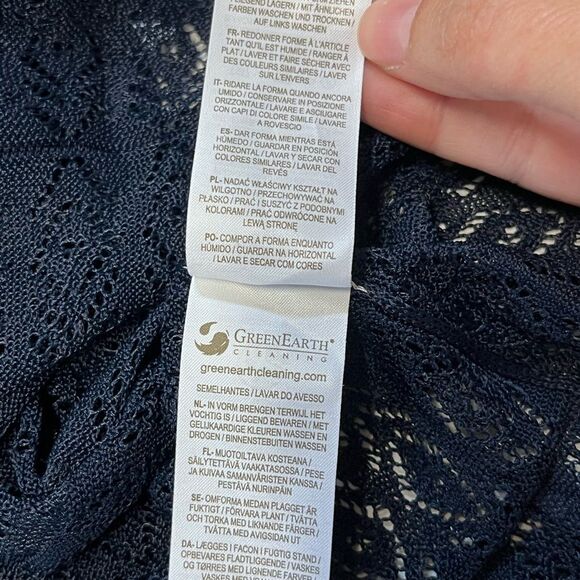 LIEGEND LAGERN / MIT ÄHNLICHEN
FARBEN WASCHEN UND TROCKNEN /
AUF LINKS WASCHEN
FR- REDONNER FORME À L'ARTICLE
TANT QU'IL EST HUMIDE / RANGER À
PLAT / LAVER ET FAIRE SÉCHER AVEC
DES COULEURS SIMILAIRES / LAVER
SUR L'ENVERS
IT- RIDARE LA FORMA QUANDO ANCORA
UMIDO / CONSERVARE IN POSIZIONE
ORIZZONTALE / LAVARE E ASCIUGARE
CON CAPI DI COLORE SIMILE / LAVARE
A ROVESCIO
ES- DAR FORMA MIENTRAS ESTÁ
HÚMEDO / GUARDAR EN POSICIÓN
HORIZONTAL / LAVAR Y SECAR CON
COLORES SIMILARES / LAVAR DEL
REVÉS
PL- NADAĆ WŁAŚCIWY KSZTAŁT NA
WILGOTNO / PRZECHOWYWAĆ NA
PŁASKO / PRAĆ I SUSZYĆ Z PODOBNYMI
KOLORAMI / PRAĆ ODWRÓCONE NA
LEWĄ STRONĘ
PO- COMPOR A FORMA ENQUANTO
HÚMIDO / GUARDAR NA HORIZONTAL
/ LAVAR E SECAR COM CORES
GREENEARTH®
CLEANING
greenearthcleaning.com
SEMELHANTES / LAVAR DO AVESSO
NL- IN VORM BRENGEN TERWIJL HET
VOCHTIG IS / LIGGEND BEWAREN / MET
GELIJKAARDIGE KLEUREN WASSEN EN
DROGEN / BINNENSTEBUITEN WASSEN
FL- MUOTOILTAVA KOSTEANA /
SÄILYTETTÄVÄ VAAKATASOSSA / PESE
JA KUIVAA SAMANVÄRISTEN KANSSA /
PESTÄVÄ NURINPÄIN
SE- OMFORMA MEDAN PLAGGET ÄR
FUKTIGT / FÖRVARA PLANT / TVÄTTA
OCH TORKA MED LIKNANDE FÄRGER /
TVÄTTA MED AVIGSIDAN UT
DA- LÆGGES I FACON I FUGTIG STAND /
OPBEVARES FLADTLIGGENDE / VASKES
OG TØRRES MED LIGNENDE FARVER /